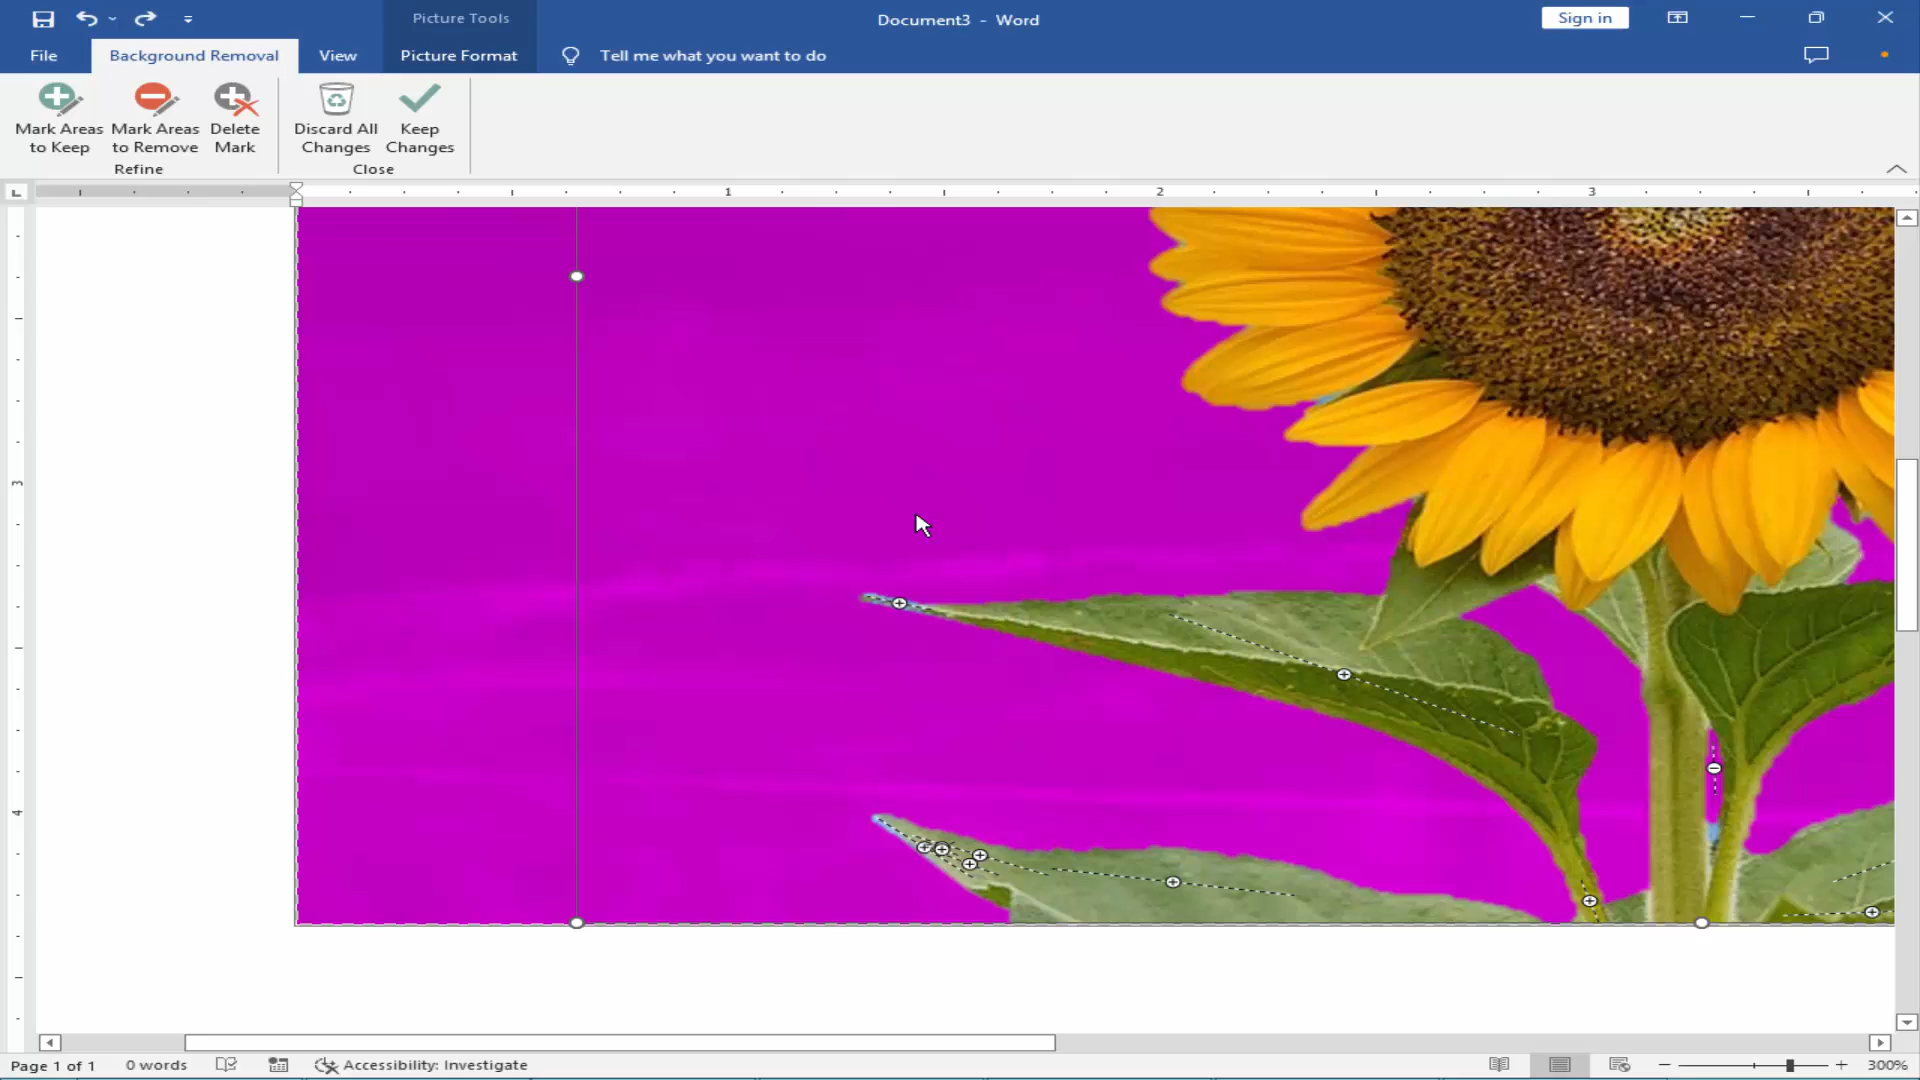 Picture Tools
Document3 - Word
Sign in
File
Background Removal
View
Picture Format
Tell me what you want to do
Mark Areas to Keep
Mark Areas to Remove
Delete Mark
Discard All Changes
Keep Changes
Refine
Close
1
2
3
3
4
Page 1 of 1
0 words
Accessibility: Investigate
300%